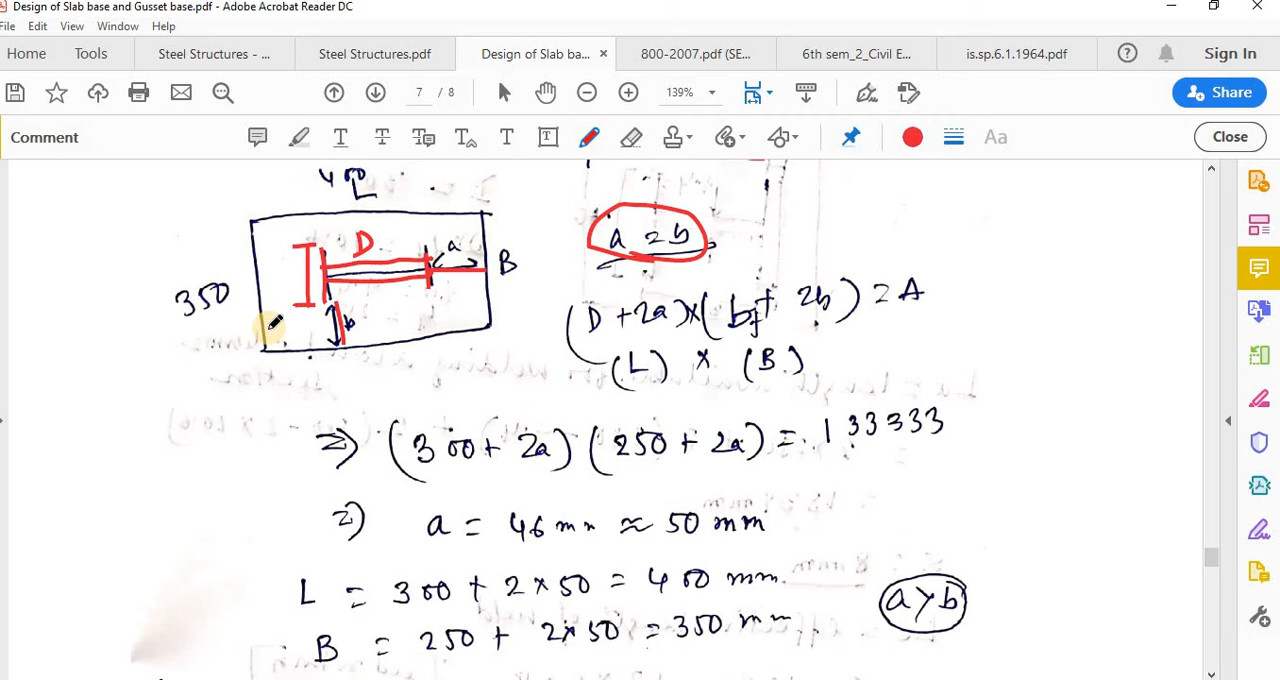 Design of Slab base and Gusset base.pdf - Adobe Acrobat Reader DC
File Edit View Window Help
Home Tools Steel Structures - ... Steel Structures.pdf Design of Slab ba... × 800-2007.pdf (SE... 6th sem_2_Civil E... is.sp.6.1.1964.pdf Sign In
7 / 8 139% Share
Comment Aa Close
400
L
D a B
350
b
a = b
(D + 2a) × (bf + 2b) = A
(L) × (B)
⇒ (300 + 2a) (250 + 2a) = 133333
⇒ a = 46 mm ≈ 50 mm
L = 300 + 2×50 = 400 mm.
a > b
B = 250 + 2×50 = 350 mm